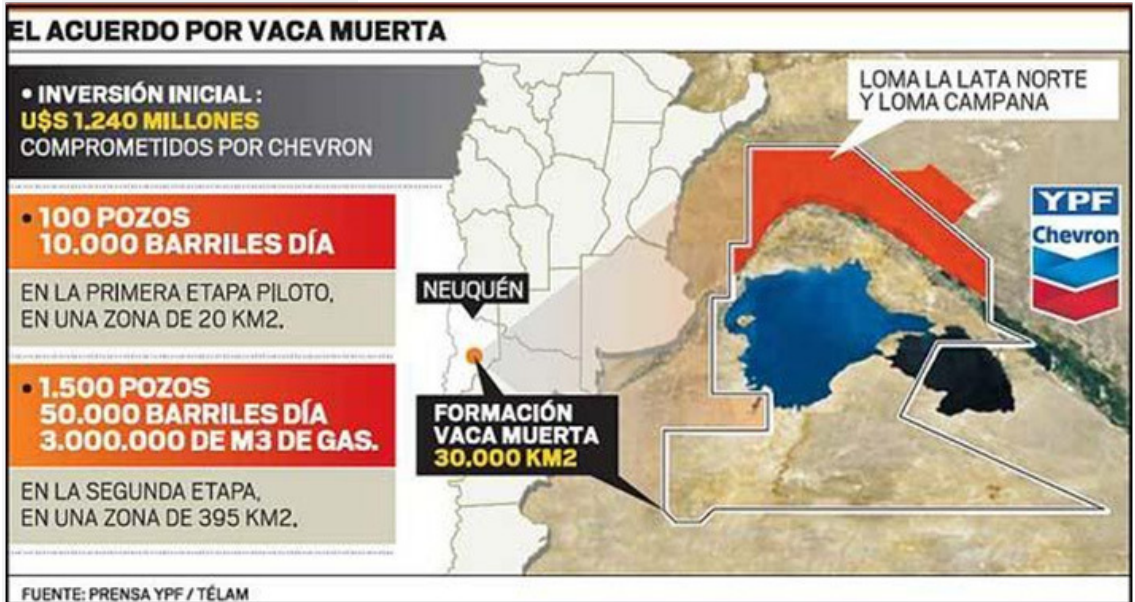 EL ACUERDO POR VACA MUERTA
• INVERSIÓN INICIAL :
U$S 1.240 MILLONES
COMPROMETIDOS POR CHEVRON
• 100 POZOS
10.000 BARRILES DÍA
EN LA PRIMERA ETAPA PILOTO,
EN UNA ZONA DE 20 KM2.
• 1.500 POZOS
50.000 BARRILES DÍA
3.000.000 DE M3 DE GAS.
EN LA SEGUNDA ETAPA,
EN UNA ZONA DE 395 KM2.
NEUQUÉN
FORMACIÓN
VACA MUERTA
30.000 KM2
LOMA LA LATA NORTE
Y LOMA CAMPANA
YPF
Chevron
FUENTE: PRENSA YPF / TÉLAM